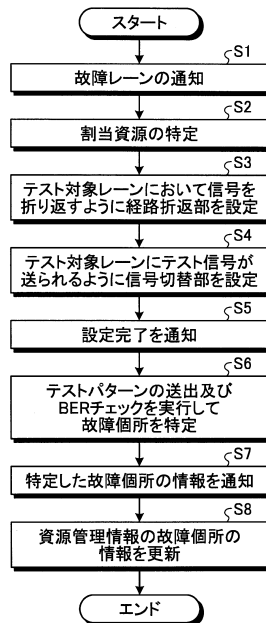 スタート
S1
故障レーンの通知
S2
割当資源の特定
S3
テスト対象レーンにおいて信号を
折り返すように経路折返部を設定
S4
テスト対象レーンにテスト信号が
送られるように信号切替部を設定
S5
設定完了を通知
S6
テストパターンの送出及び
BERチェックを実行して
故障個所を特定
S7
特定した故障個所の情報を通知
S8
資源管理情報の故障個所の
情報を更新
エンド